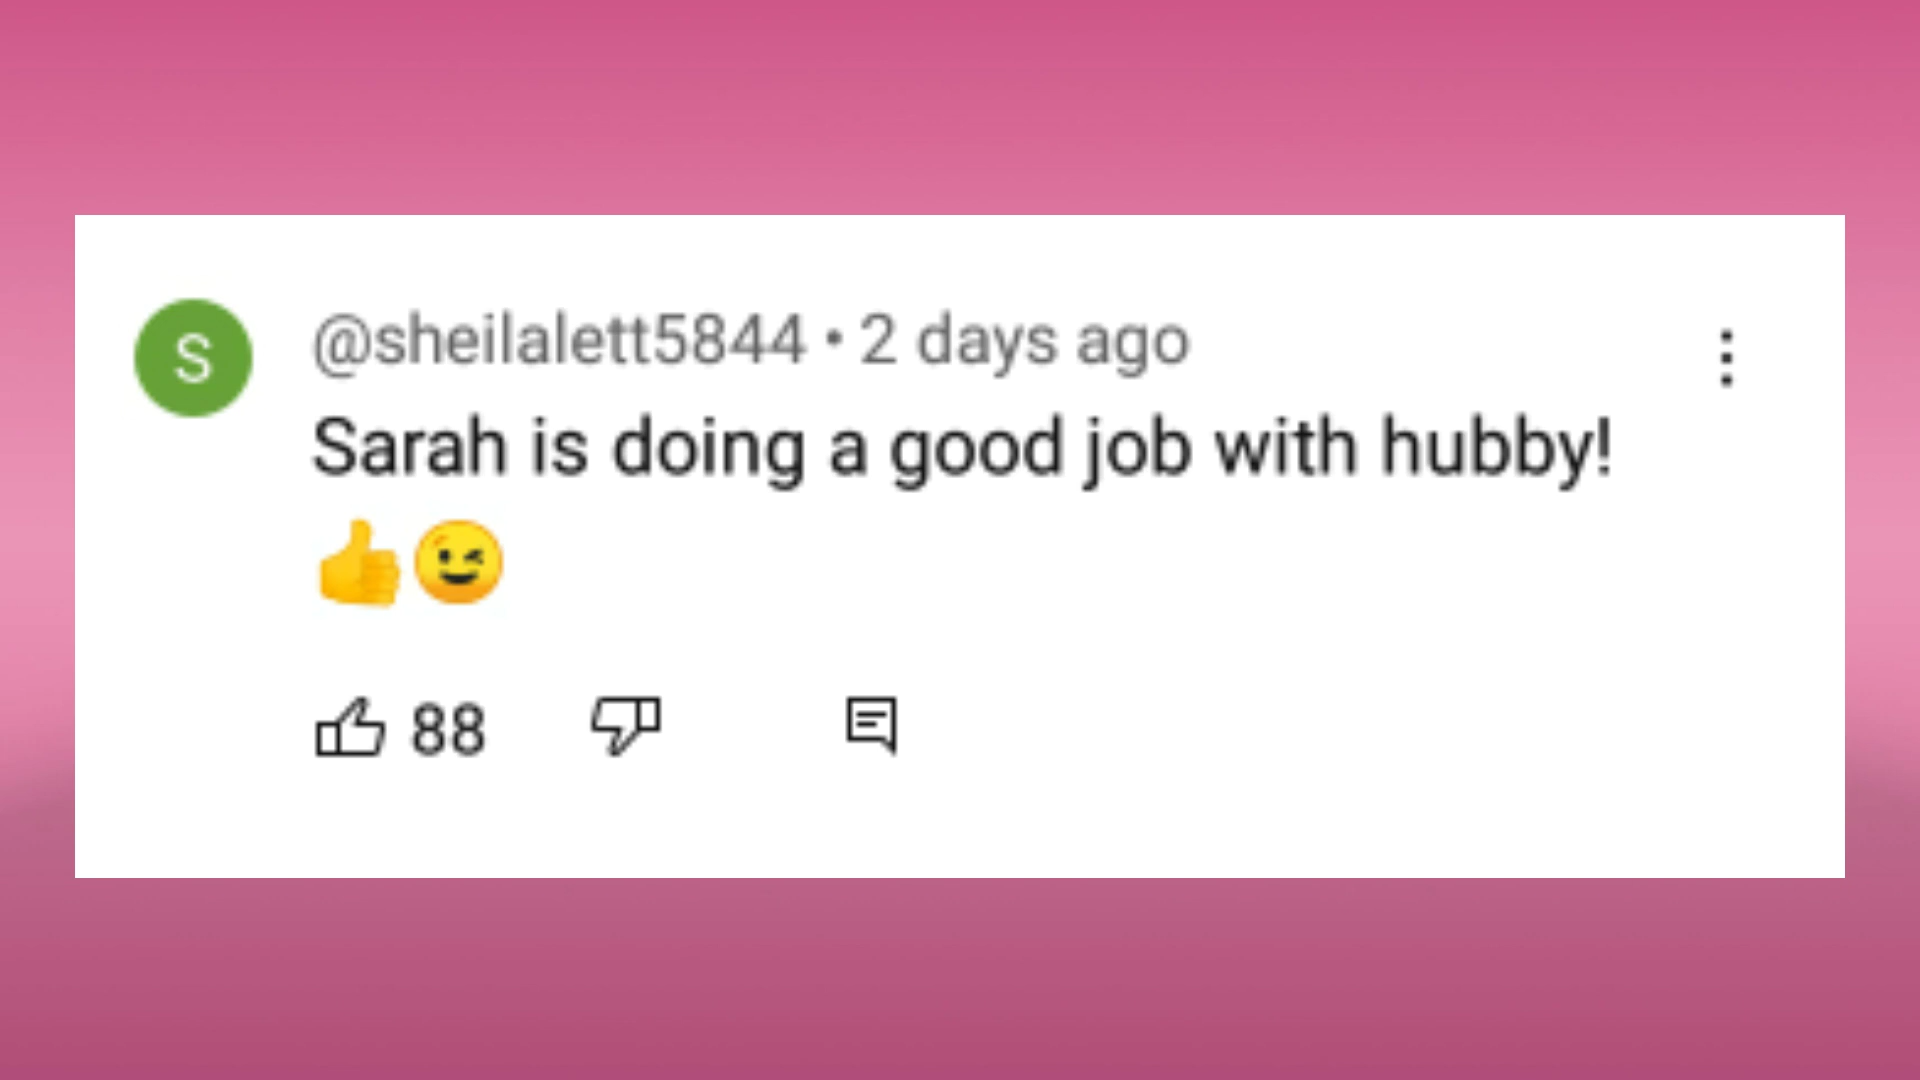 S
@sheilalett5844 • 2 days ago
Sarah is doing a good job with hubby!
👍😉
88